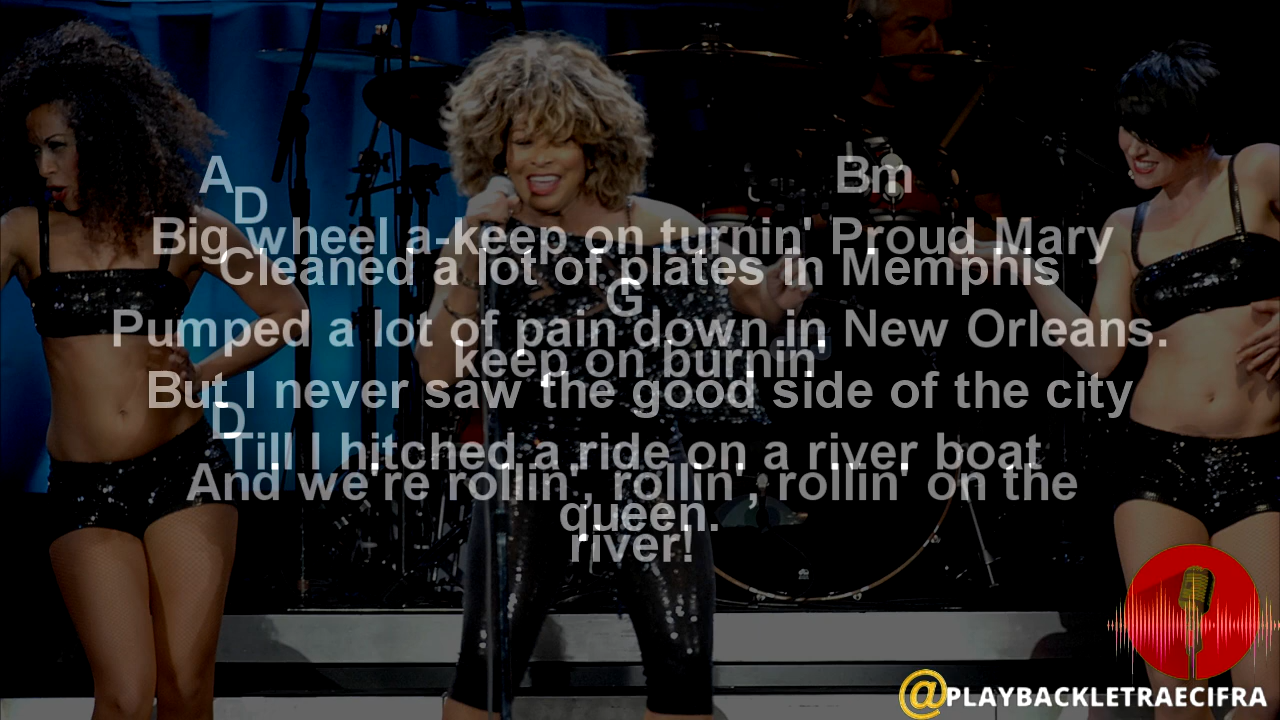 A Bm
D
Big wheel a-keep on turnin' Proud Mary
Cleaned a lot of plates in Memphis
G
Pumped a lot of pain down in New Orleans.
keep on burnin'
But I never saw the good side of the city
D
Till I hitched a ride on a river boat
And we're rollin', rollin', rollin' on the
queen.
river!
@PLAYBACKLETRAECIFRA